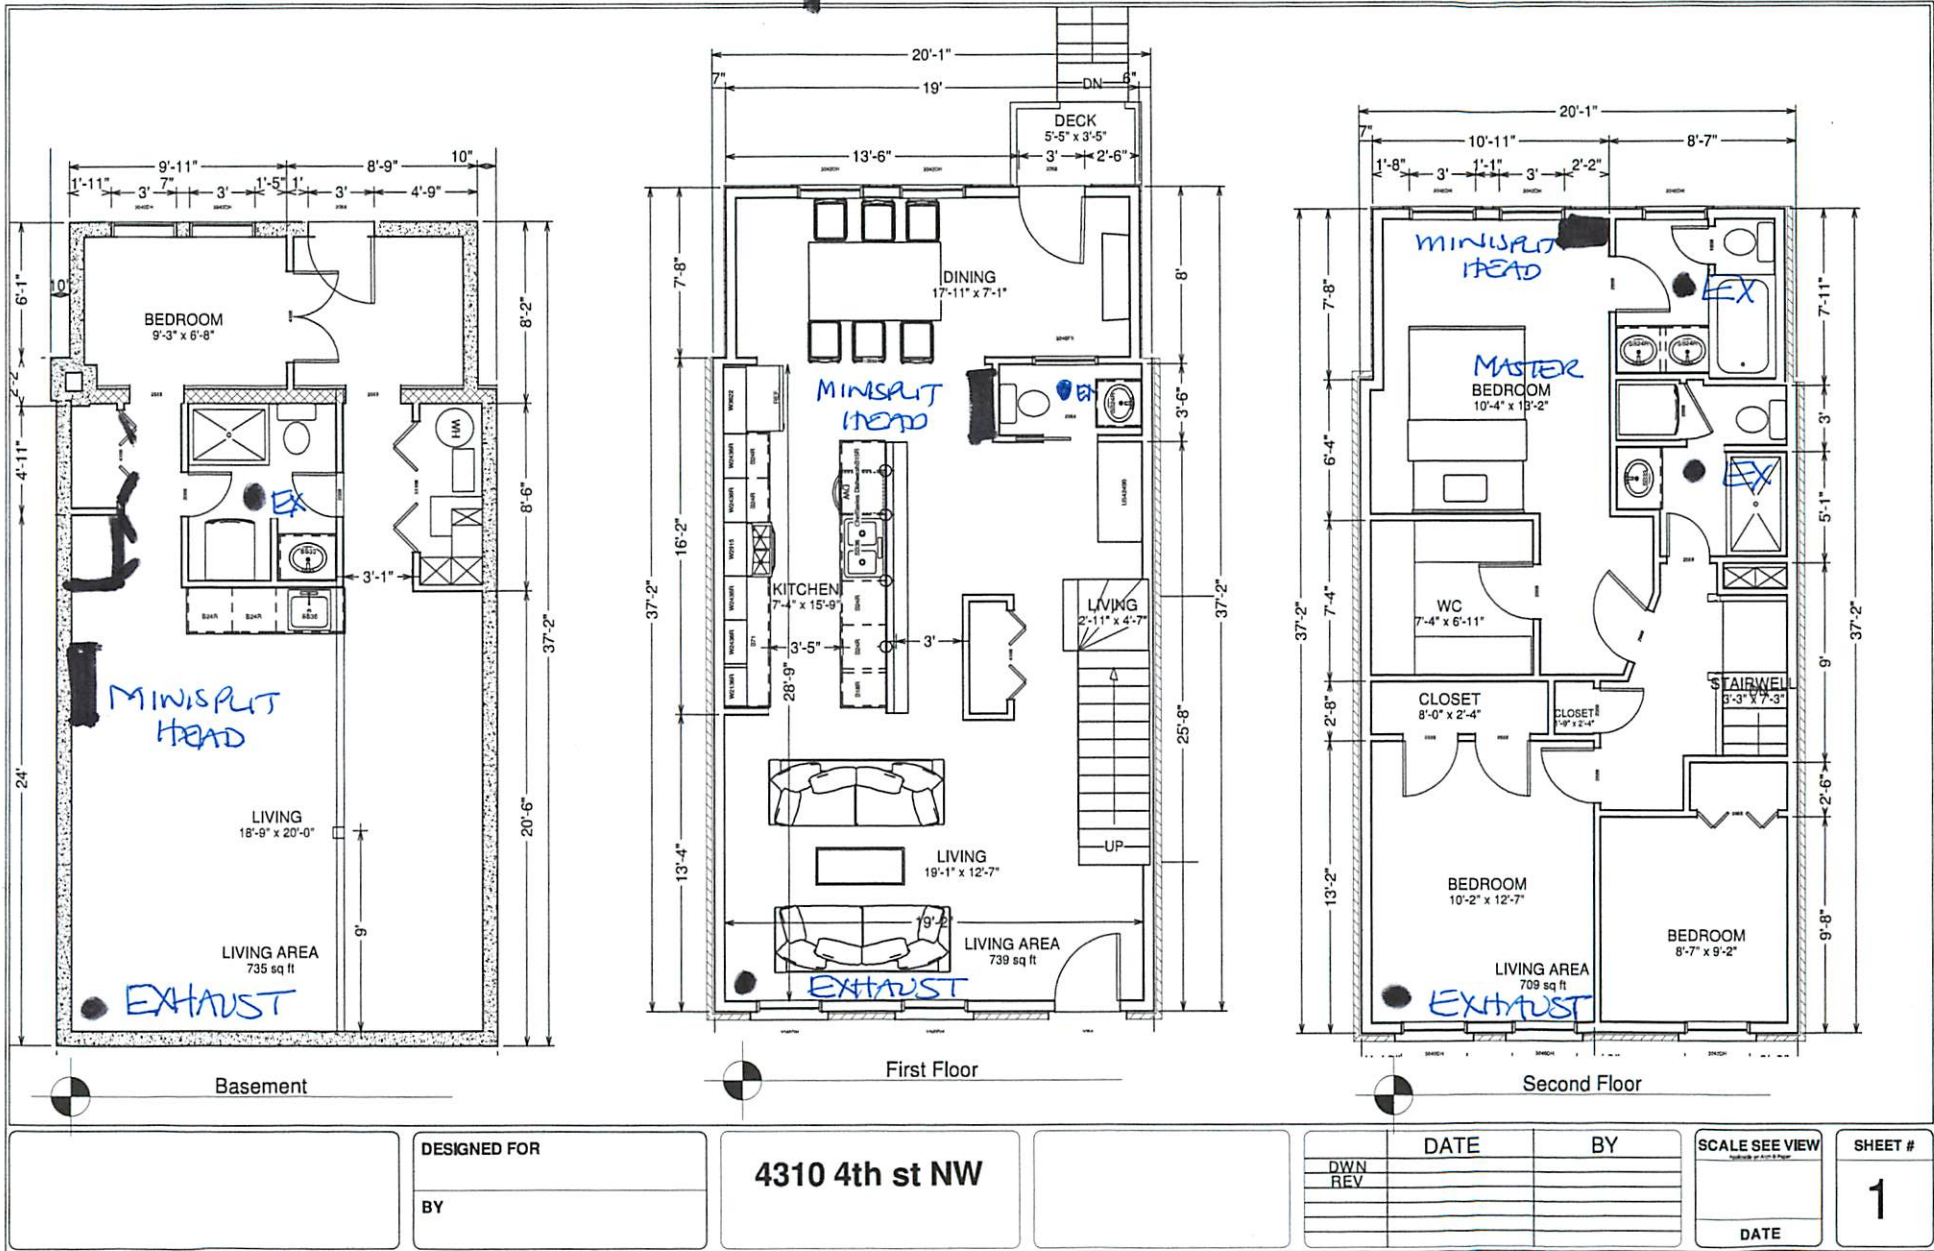 20'-1"
7"
19'
DN
6"
DECK
5'-5" x 3'-5"
13'-6"
3'
2'-6"
20'-1"
7"
10'-11"
8'-7"
1'-8"
3'
1'-1"
3'
2'-2"
9'-11"
8'-9"
10"
1'-11"
3'
7"
3'
1'-5"
1'
3'
4'-9"
6'-1"
10"
BEDROOM
9'-3" x 6'-8"
8'-2"
4'-11"
WH
EX
8'-6"
3'-1"
B24R
B24R
SB36
37'-2"
MINISPLIT
HEAD
24'
LIVING
18'-9" x 20'-0"
20'-6"
9'
LIVING AREA
735 sq ft
EXHAUST
Basement
7'-8"
DINING
17'-11" x 7'-1"
8'
MINISPLIT
HEAD
EX
3'-6"
REF
16'-2"
37'-2"
KITCHEN
7'-4" x 15'-9"
3'-5"
3'
28'-9"
LIVING
2'-11" x 4'-7"
37'-2"
25'-8"
UP
13'-4"
LIVING
19'-1" x 12'-7"
19'-2"
LIVING AREA
739 sq ft
EXHAUST
First Floor
MINISPLIT
HEAD
EX
7'-8"
7'-11"
MASTER
BEDROOM
10'-4" x 13'-2"
3'
6'-4"
EX
5'-1"
37'-2"
7'-4"
WC
7'-4" x 6'-11"
37'-2"
9'
STAIRWELL
3'-3" x 7'-3"
DN
2'-8"
CLOSET
8'-0" x 2'-4"
CLOSET
1'-9" x 2'-4"
2'-6"
13'-2"
BEDROOM
10'-2" x 12'-7"
BEDROOM
8'-7" x 9'-2"
9'-8"
LIVING AREA
709 sq ft
EXHAUST
Second Floor
DESIGNED FOR
BY
4310 4th st NW
DATE
BY
DWN
REV
SCALE SEE VIEW
DATE
SHEET #
1